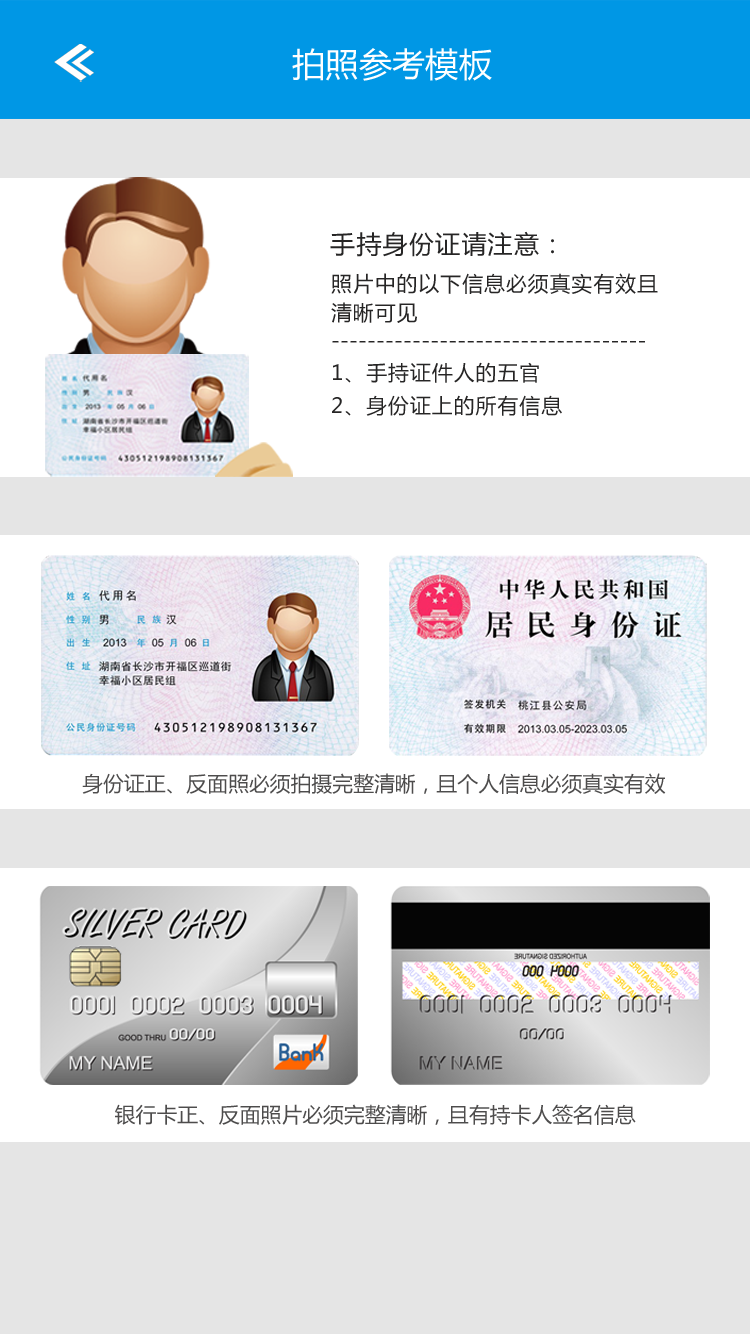 拍照参考模板
手持身份证请注意：
照片中的以下信息必须真实有效且
清晰可见
-----------------------------------
1、手持证件人的五官
2、身份证上的所有信息
姓 名 代用名
性 别 男 民 族 汉
出 生 2013 年 05 月 06 日
住 址 湖南省长沙市开福区巡道街
幸福小区居民组
公民身份证号码 430512198908131367
姓 名 代用名
性 别 男 民 族 汉
出 生 2013 年 05 月 06 日
住 址 湖南省长沙市开福区巡道街
幸福小区居民组
公民身份证号码 430512198908131367
中华人民共和国
居民身份证
签发机关 桃江县公安局
有效期限 2013.03.05-2023.03.05
身份证正、反面照必须拍摄完整清晰，且个人信息必须真实有效
SILVER CARD
0001 0002 0003 0004
GOOD THRU 00/00
MY NAME
Bank
AUTHORIZED SIGNATURE
000 4000
0001 0002 0003 0004
00/00
MY NAME
银行卡正、反面照片必须完整清晰，且有持卡人签名信息